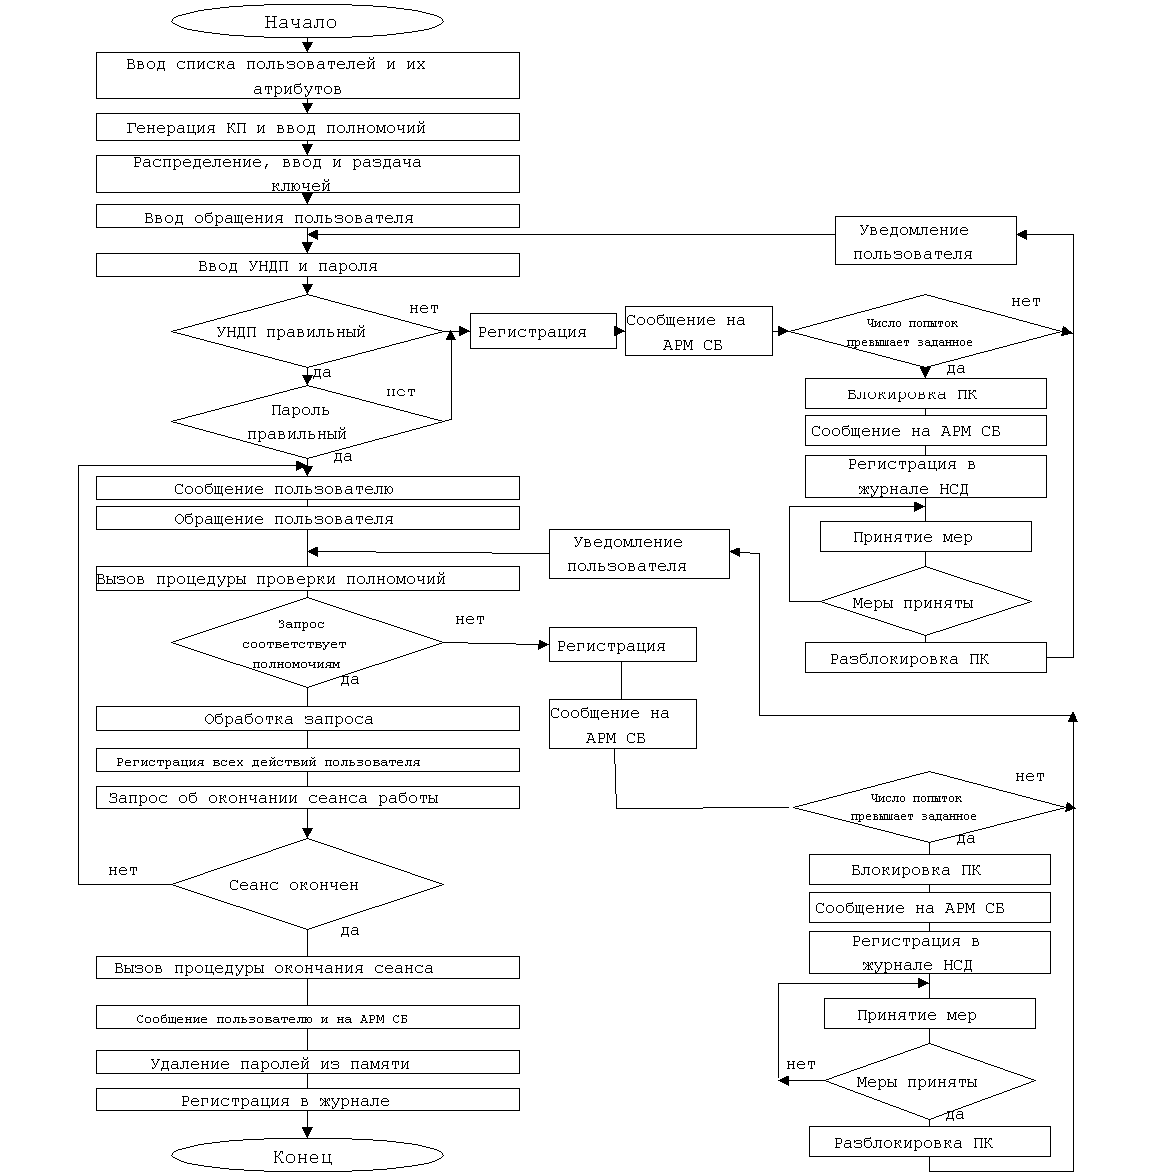 Начало
Ввод списка пользователей и их
атрибутов
Генерация КП и ввод полномочий
Распределение, ввод и раздача
ключей
Ввод обращения пользователя
Ввод УНДП и пароля
УНДП правильный
нет
да
Пароль
правильный
нет
да
Регистрация
Сообщение на
АРМ СБ
Уведомление
пользователя
Число попыток
превышает заданное
нет
да
Блокировка ПК
Сообщение на АРМ СБ
Регистрация в
журнале НСД
Принятие мер
Меры приняты
Разблокировка ПК
Сообщение пользователю
Обращение пользователя
Уведомление
пользователя
Вызов процедуры проверки полномочий
Запрос
соответствует
полномочиям
нет
да
Регистрация
Сообщение на
АРМ СБ
Обработка запроса
Регистрация всех действий пользователя
Запрос об окончании сеанса работы
Сеанс окончен
нет
да
Число попыток
превышает заданное
нет
да
Блокировка ПК
Сообщение на АРМ СБ
Регистрация в
журнале НСД
Принятие мер
Меры приняты
нет
да
Разблокировка ПК
Вызов процедуры окончания сеанса
Сообщение пользователю и на АРМ СБ
Удаление паролей из памяти
Регистрация в журнале
Конец